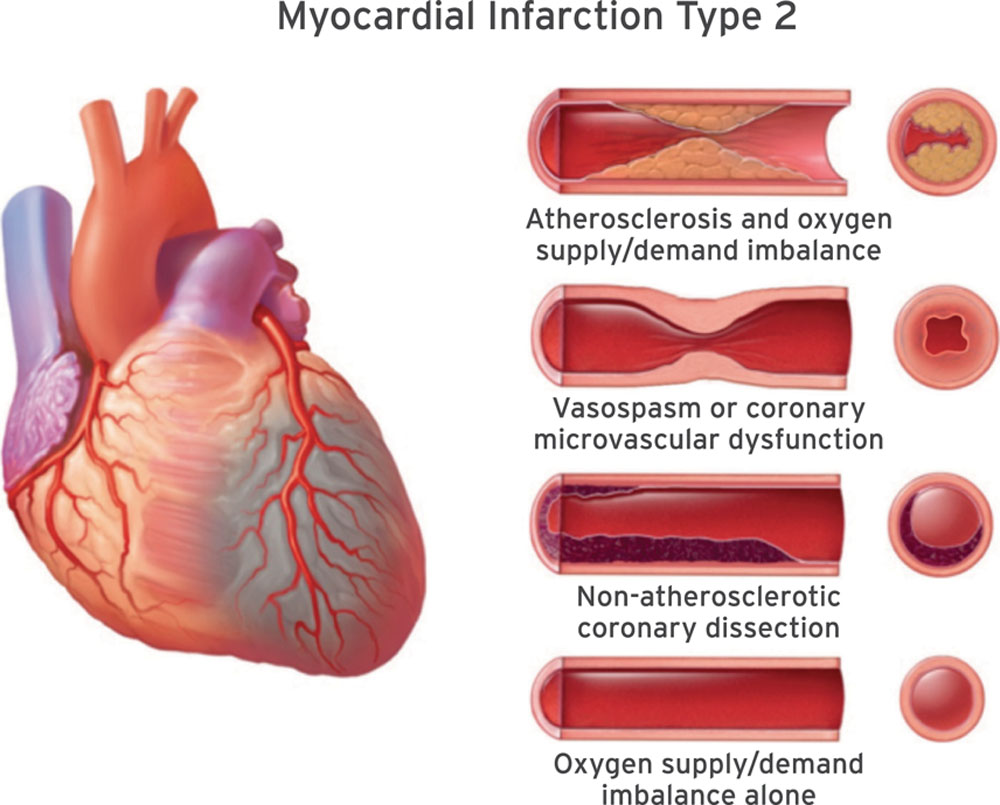 Myocardial Infarction Type 2
Atherosclerosis and oxygen
supply/demand imbalance
Vasospasm or coronary
microvascular dysfunction
Non-atherosclerotic
coronary dissection
Oxygen supply/demand
imbalance alone